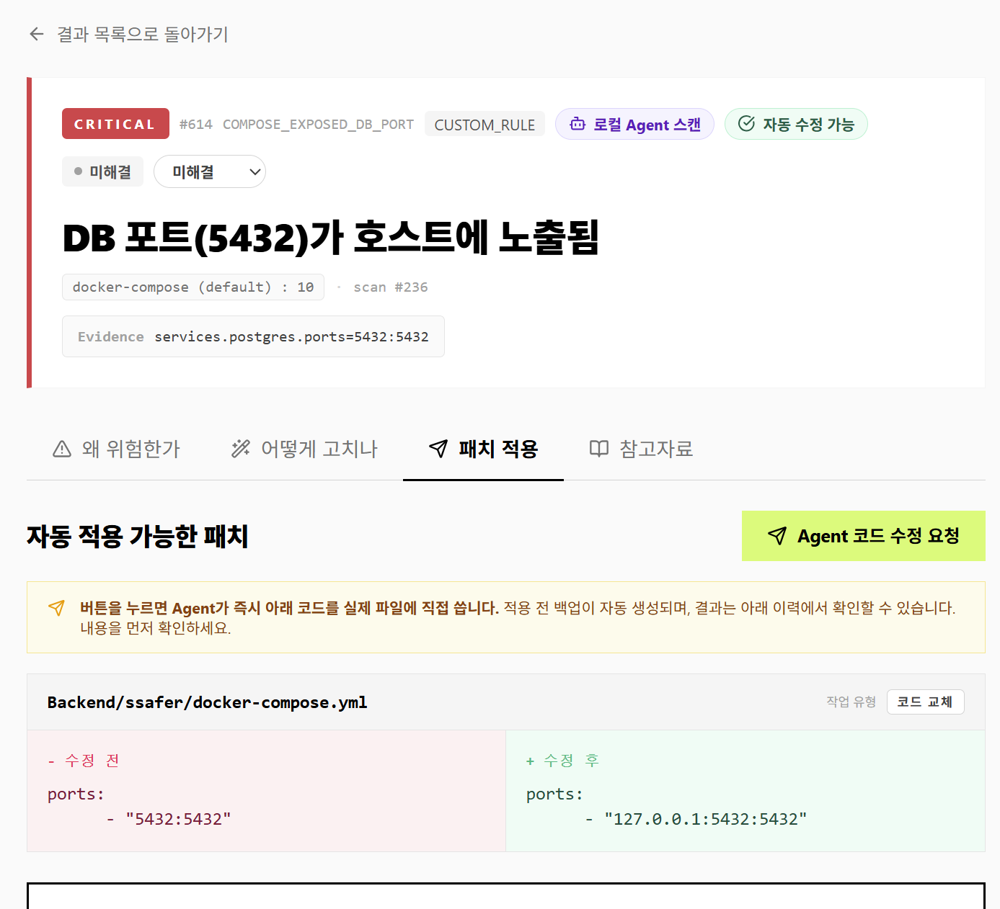 결과 목록으로 돌아가기
CRITICAL #614 COMPOSE_EXPOSED_DB_PORT CUSTOM_RULE 로컬 Agent 스캔 자동 수정 가능
미해결 미해결
DB 포트(5432)가 호스트에 노출됨
docker-compose (default) : 10 · scan #236
Evidence services.postgres.ports=5432:5432
왜 위험한가 어떻게 고치나 패치 적용 참고자료
자동 적용 가능한 패치 Agent 코드 수정 요청
버튼을 누르면 Agent가 즉시 아래 코드를 실제 파일에 직접 씁니다. 적용 전 백업이 자동 생성되며, 결과는 아래 이력에서 확인할 수 있습니다.
내용을 먼저 확인하세요.
Backend/ssafer/docker-compose.yml 작업 유형 코드 교체
- 수정 전
ports:
- "5432:5432"
+ 수정 후
ports:
- "127.0.0.1:5432:5432"